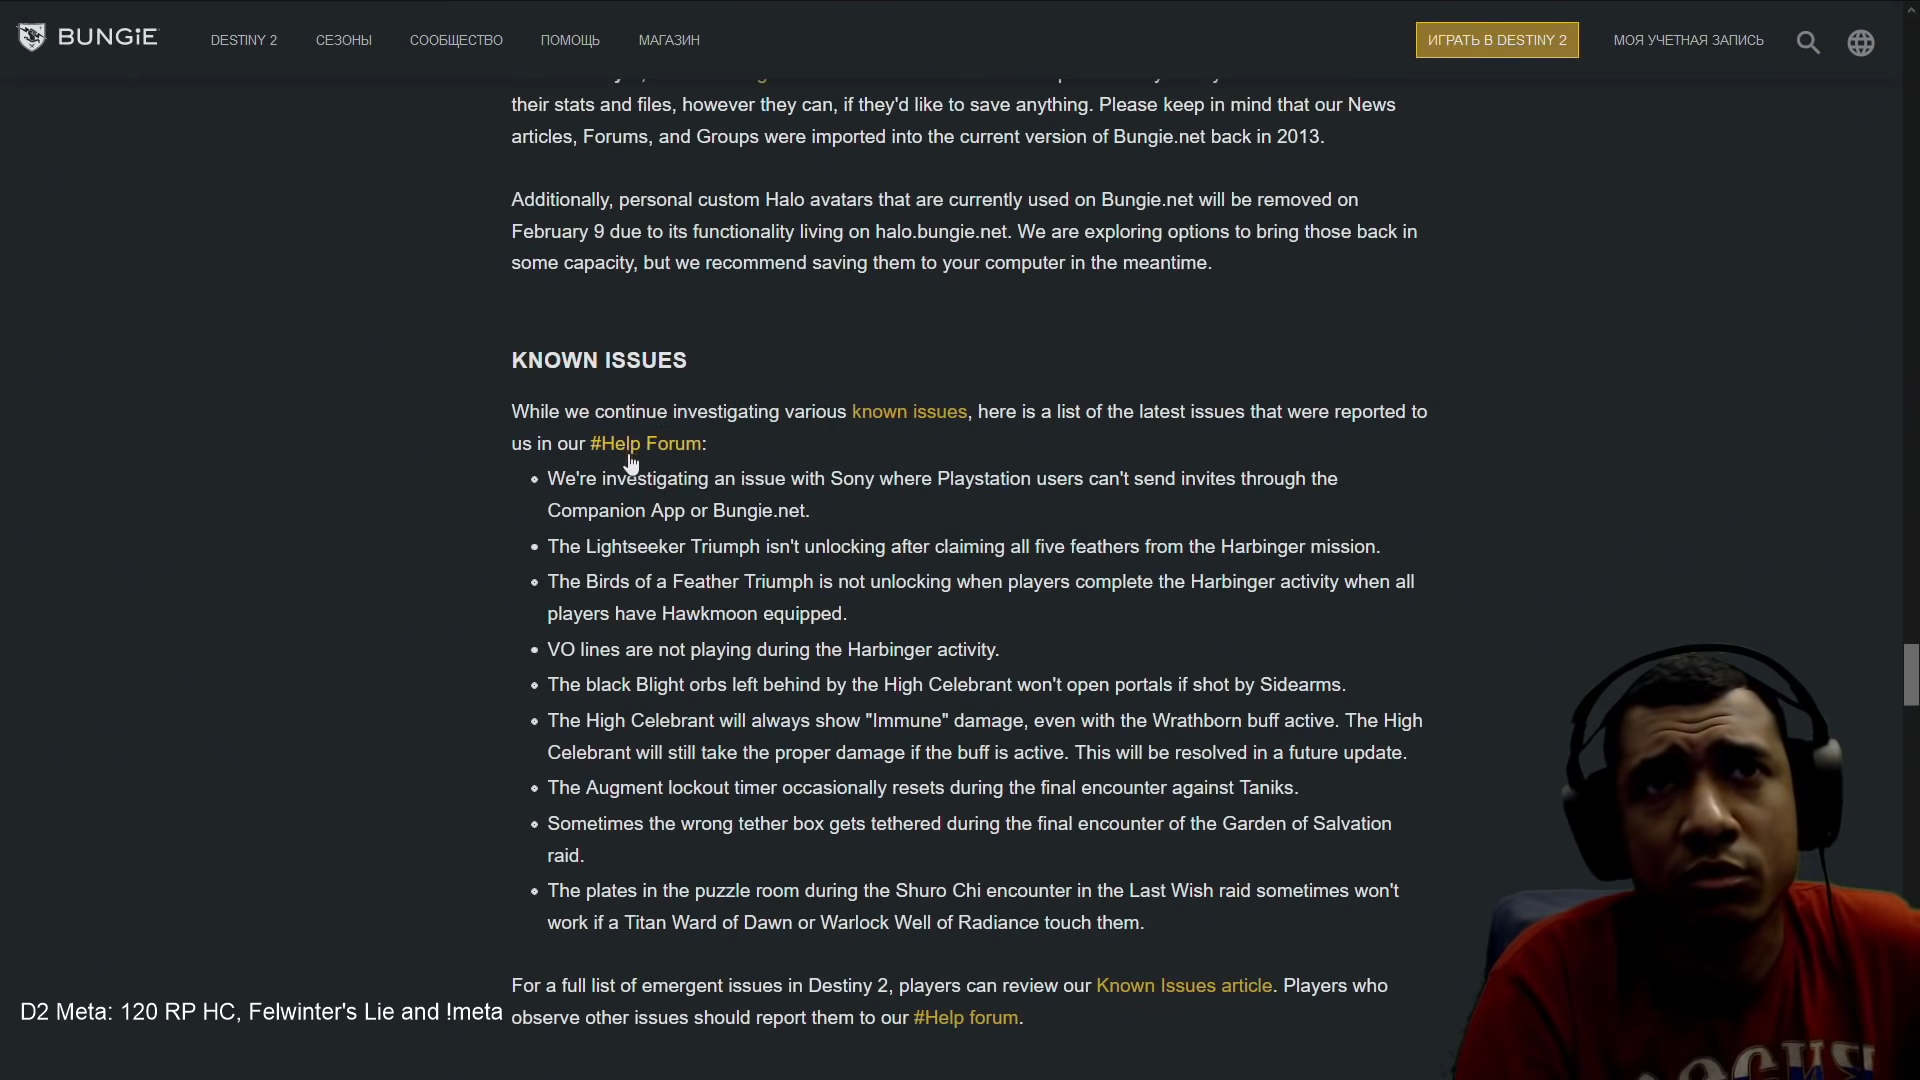 BUNGiE
DESTINY 2
СЕЗОНЫ
СООБЩЕСТВО
ПОМОЩЬ
МАГАЗИН
ИГРАТЬ В DESTINY 2
МОЯ УЧЕТНАЯ ЗАПИСЬ
their stats and files, however they can, if they'd like to save anything. Please keep in mind that our News
articles, Forums, and Groups were imported into the current version of Bungie.net back in 2013.
Additionally, personal custom Halo avatars that are currently used on Bungie.net will be removed on
February 9 due to its functionality living on halo.bungie.net. We are exploring options to bring those back in
some capacity, but we recommend saving them to your computer in the meantime.
KNOWN ISSUES
While we continue investigating various known issues, here is a list of the latest issues that were reported to
us in our #Help Forum:
• We're investigating an issue with Sony where Playstation users can't send invites through the
Companion App or Bungie.net.
• The Lightseeker Triumph isn't unlocking after claiming all five feathers from the Harbinger mission.
• The Birds of a Feather Triumph is not unlocking when players complete the Harbinger activity when all
players have Hawkmoon equipped.
• VO lines are not playing during the Harbinger activity.
• The black Blight orbs left behind by the High Celebrant won't open portals if shot by Sidearms.
• The High Celebrant will always show "Immune" damage, even with the Wrathborn buff active. The High
Celebrant will still take the proper damage if the buff is active. This will be resolved in a future update.
• The Augment lockout timer occasionally resets during the final encounter against Taniks.
• Sometimes the wrong tether box gets tethered during the final encounter of the Garden of Salvation
raid.
• The plates in the puzzle room during the Shuro Chi encounter in the Last Wish raid sometimes won't
work if a Titan Ward of Dawn or Warlock Well of Radiance touch them.
For a full list of emergent issues in Destiny 2, players can review our Known Issues article. Players who
observe other issues should report them to our #Help forum.
D2 Meta: 120 RP HC, Felwinter's Lie and !meta